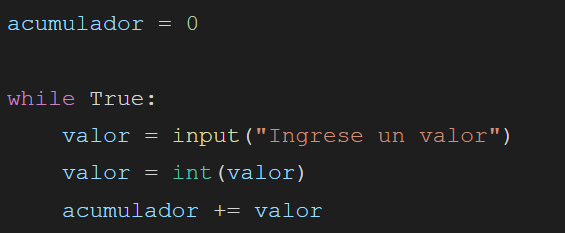 acumulador = 0
while True:
    valor = input("Ingrese un valor")
    valor = int(valor)
    acumulador += valor